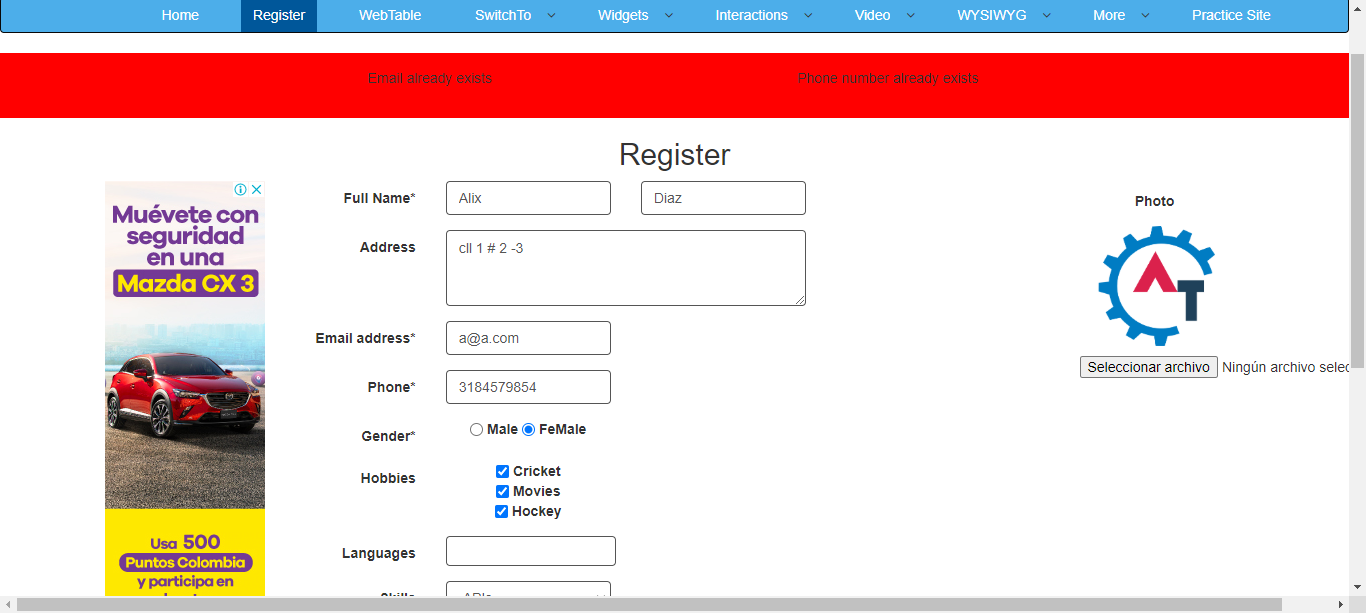 Home Register WebTable SwitchTo Widgets Interactions Video WYSIWYG More Practice Site
Email already exists Phone number already exists
Register
Muévete con
seguridad
en una
Mazda CX 3
Usa 500
Puntos Colombia
y participa en
Full Name* Alix Diaz
Address cll 1 # 2 -3
Email address* a@a.com
Phone* 3184579854
Gender* Male FeMale
Hobbies Cricket
Movies
Hockey
Languages
Skills APIs
Photo
AT
Seleccionar archivo Ningún archivo selec